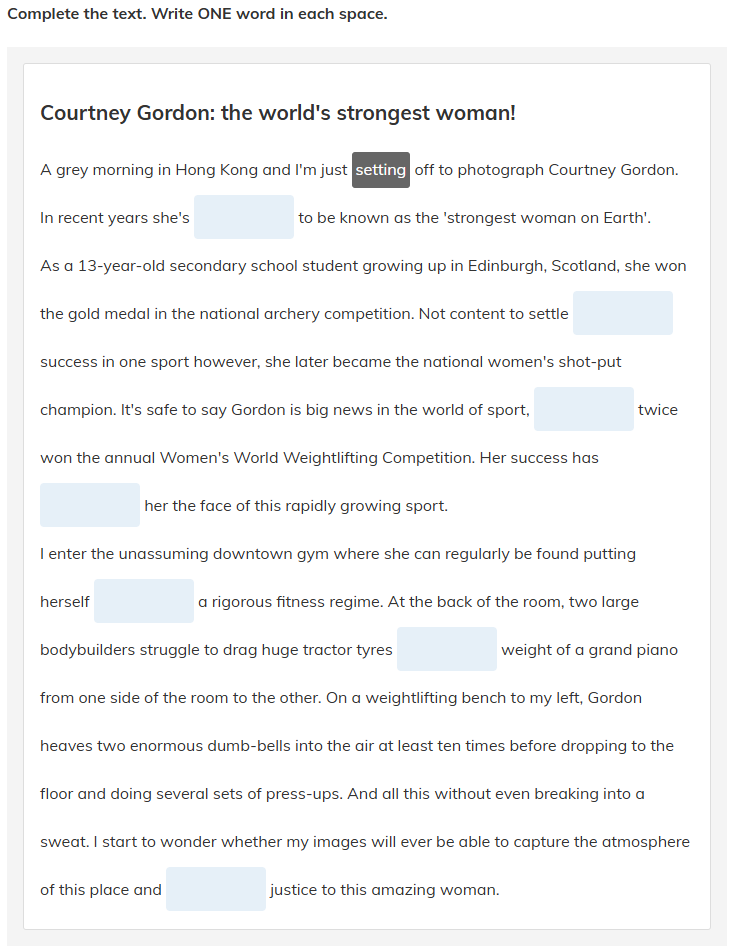 Complete the text. Write ONE word in each space.
Courtney Gordon: the world's strongest woman!
A grey morning in Hong Kong and I'm just setting off to photograph Courtney Gordon.
In recent years she's to be known as the 'strongest woman on Earth'.
As a 13-year-old secondary school student growing up in Edinburgh, Scotland, she won
the gold medal in the national archery competition. Not content to settle
success in one sport however, she later became the national women's shot-put
champion. It's safe to say Gordon is big news in the world of sport, twice
won the annual Women's World Weightlifting Competition. Her success has
her the face of this rapidly growing sport.
I enter the unassuming downtown gym where she can regularly be found putting
herself a rigorous fitness regime. At the back of the room, two large
bodybuilders struggle to drag huge tractor tyres weight of a grand piano
from one side of the room to the other. On a weightlifting bench to my left, Gordon
heaves two enormous dumb-bells into the air at least ten times before dropping to the
floor and doing several sets of press-ups. And all this without even breaking into a
sweat. I start to wonder whether my images will ever be able to capture the atmosphere
of this place and justice to this amazing woman.